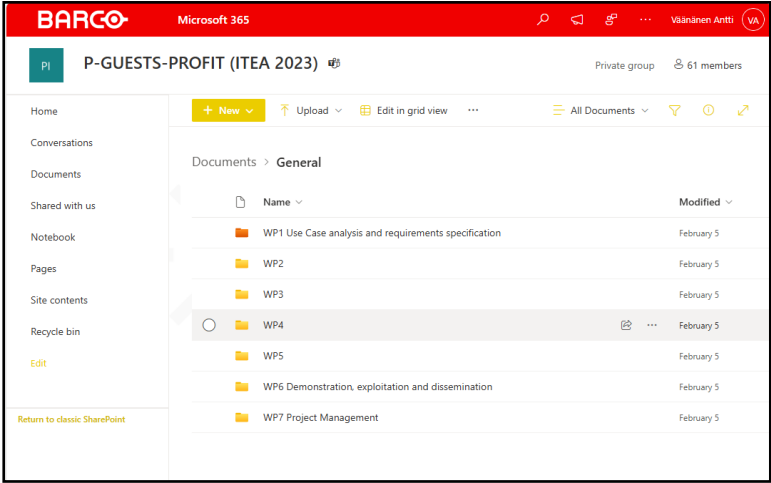 BARCO Microsoft 365 ... Väänänen Antti VA
PI P-GUESTS-PROFIT (ITEA 2023) Private group 61 members
Home
Conversations
Documents
Shared with us
Notebook
Pages
Site contents
Recycle bin
Edit
Return to classic SharePoint
+ New Upload Edit in grid view ... All Documents
Documents > General
Name Modified
WP1 Use Case analysis and requirements specification February 5
WP2 February 5
WP3 February 5
WP4 ... February 5
WP5 February 5
WP6 Demonstration, exploitation and dissemination February 5
WP7 Project Management February 5